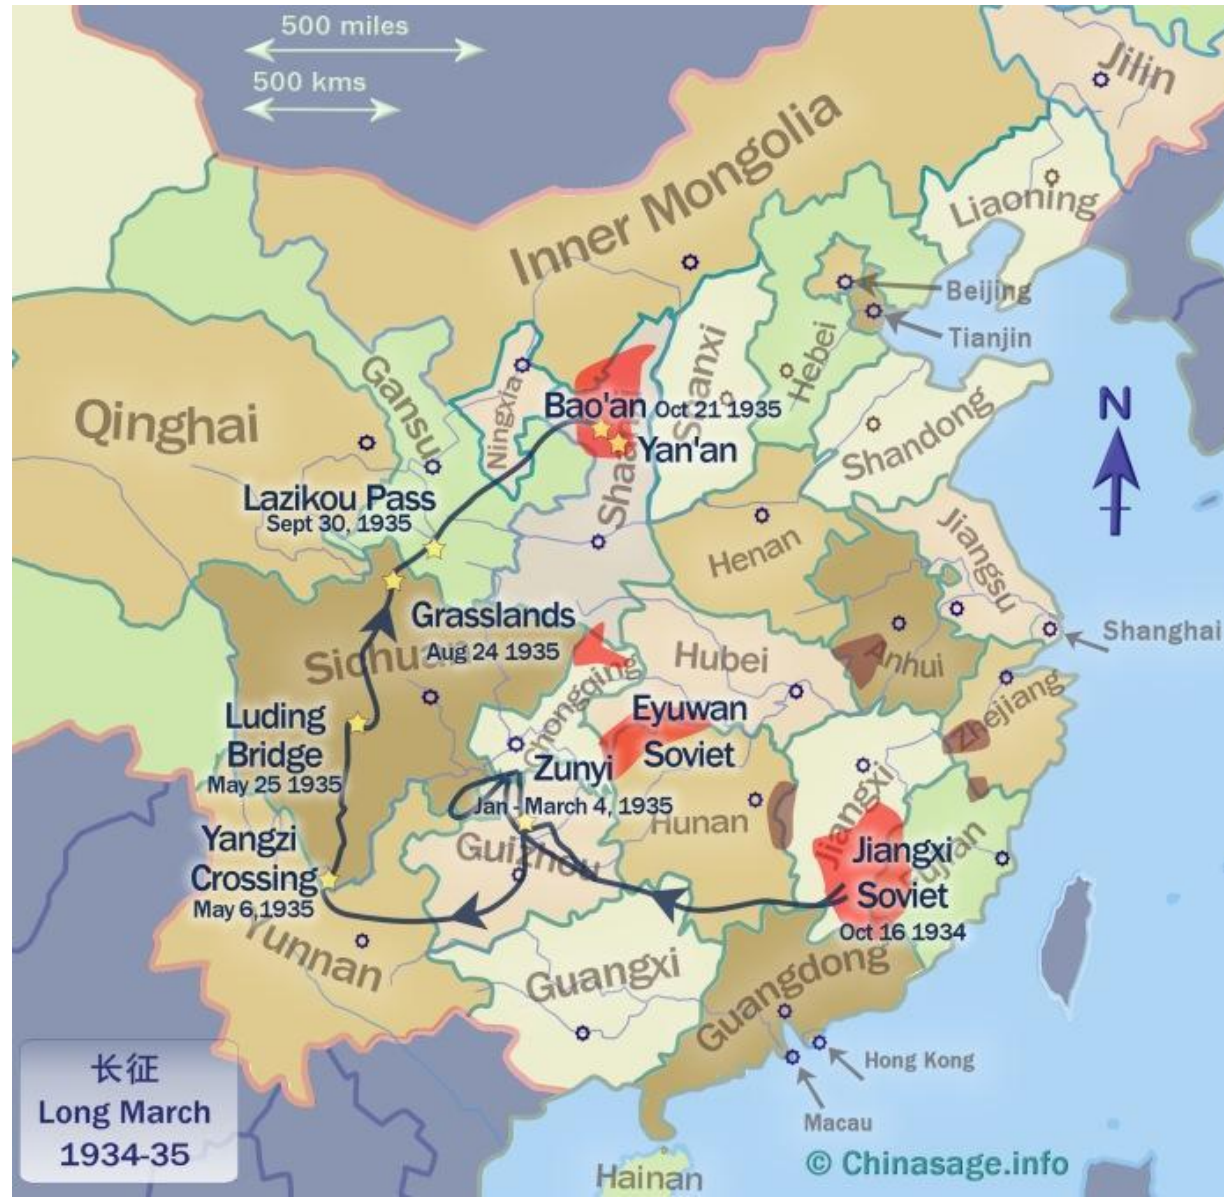 500 miles
500 kms
Jilin
Inner Mongolia
Liaoning
Beijing
Tianjin
Hebei
Shanxi
Gansu
Ningxia
Qinghai
Bao'an Oct 21 1935
Yan'an
Shaanxi
Shandong
N
Lazikou Pass
Sept 30, 1935
Henan
Jiangsu
Shanghai
Grasslands
Aug 24 1935
Sichuan
Chongqing
Hubei
Anhui
Zhejiang
Luding
Bridge
May 25 1935
Eyuwan
Soviet
Zunyi
Jan - March 4, 1935
Hunan
Guizhou
Jiangxi
Fujian
Yangzi
Crossing
May 6,1935
Jiangxi
Soviet
Oct 16 1934
Yunnan
Guangxi
Guangdong
Hong Kong
Macau
Hainan
长征
Long March
1934-35
© Chinasage.info